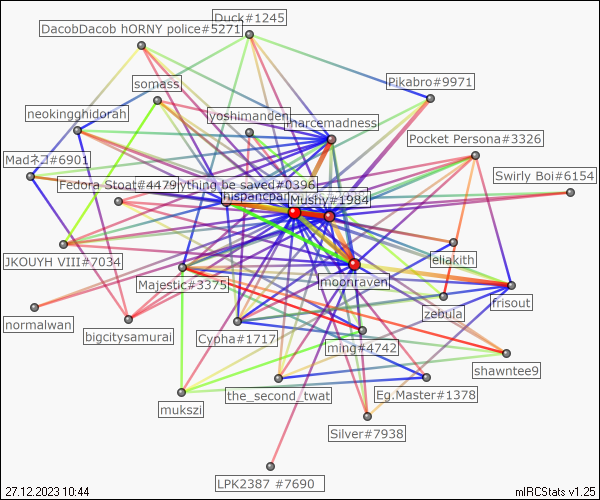 Duck#1245
DacobDacob hORNY police#5271
somass
Pikabro#9971
neokingghidorah
yoshimanden
marcemadness
Pocket Persona#3326
Madネコ#6901
Fedora Stoat#4479
ything be saved#0396
Swirly Boi#6154
hispancpan
Mushy#1984
JKOUYH VIII#7034
eliakith
Majestic#3375
moonraven
frisout
normalwan
bigcitysamurai
Cypha#1717
zebula
ming#4742
shawntee9
mukszi
the_second_twat
Eg.Master#1378
Silver#7938
LPK2387 #7690
27.12.2023 10:44
mIRCStats v1.25